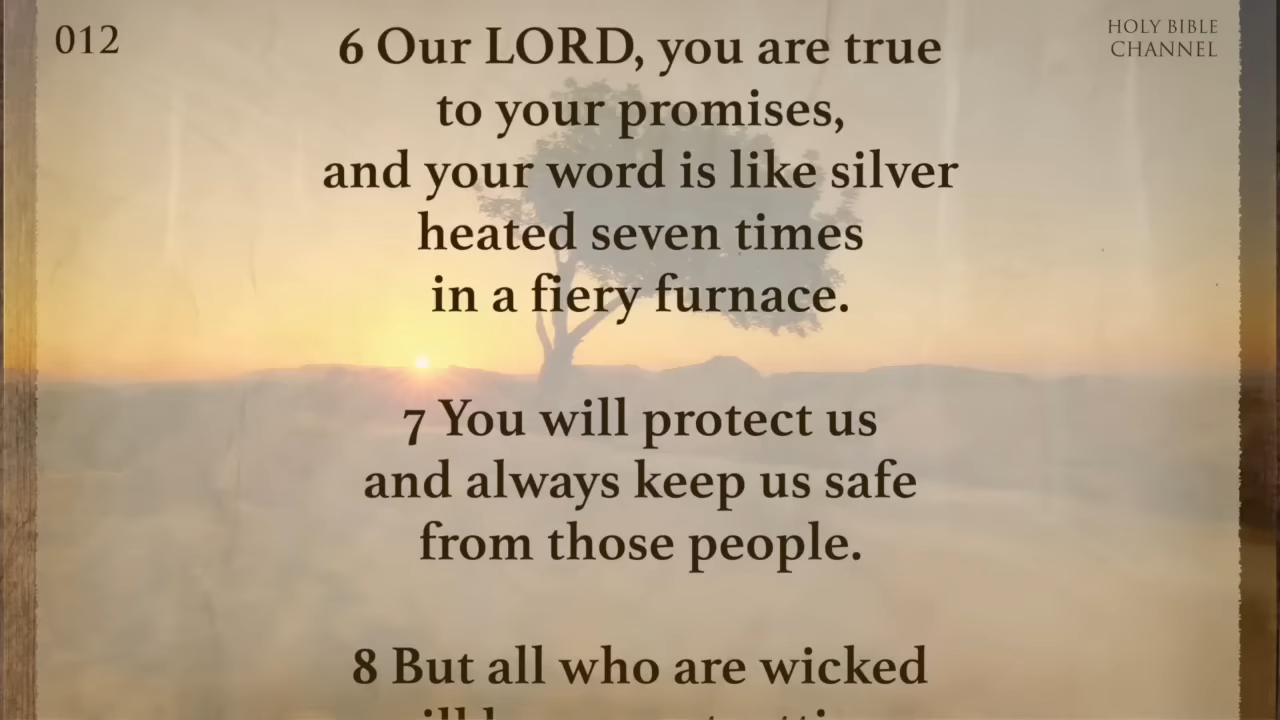 012
HOLY BIBLE
CHANNEL
6 Our LORD, you are true
to your promises,
and your word is like silver
heated seven times
in a fiery furnace.
7 You will protect us
and always keep us safe
from those people.
8 But all who are wicked